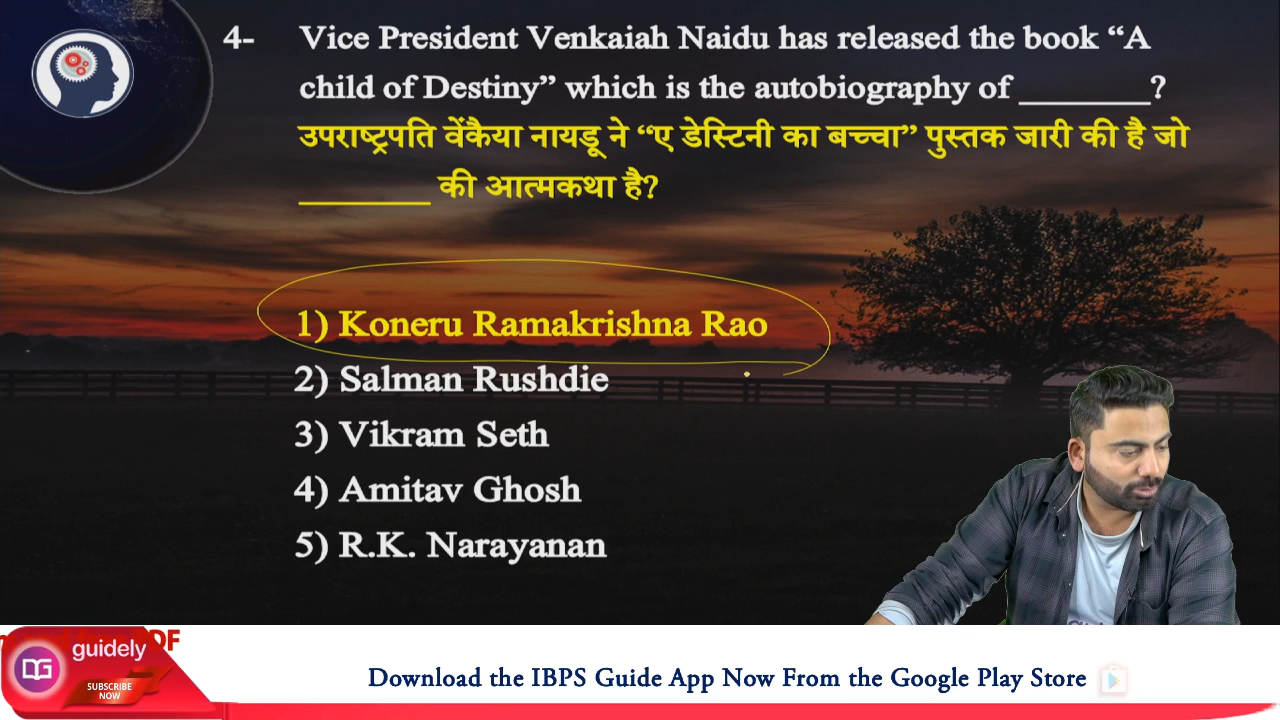 4- Vice President Venkaiah Naidu has released the book “A
child of Destiny” which is the autobiography of ________?
उपराष्ट्रपति वेंकैया नायडू ने “ए डेस्टिनी का बच्चा” पुस्तक जारी की है जो
________ की आत्मकथा है?
1) Koneru Ramakrishna Rao
2) Salman Rushdie
3) Vikram Seth
4) Amitav Ghosh
5) R.K. Narayanan
guidely
SUBSCRIBE
NOW
Download the IBPS Guide App Now From the Google Play Store